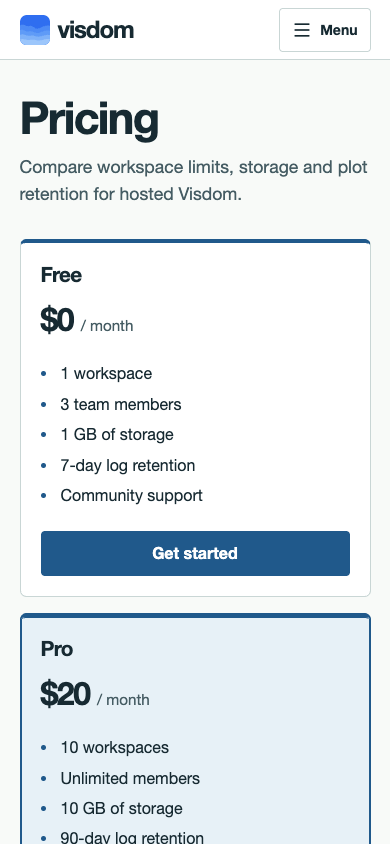 visdom
Menu
Pricing
Compare workspace limits, storage and plot
retention for hosted Visdom.
Free
$0 / month
• 1 workspace
• 3 team members
• 1 GB of storage
• 7-day log retention
• Community support
Get started
Pro
$20 / month
• 10 workspaces
• Unlimited members
• 10 GB of storage
• 90-day log retention